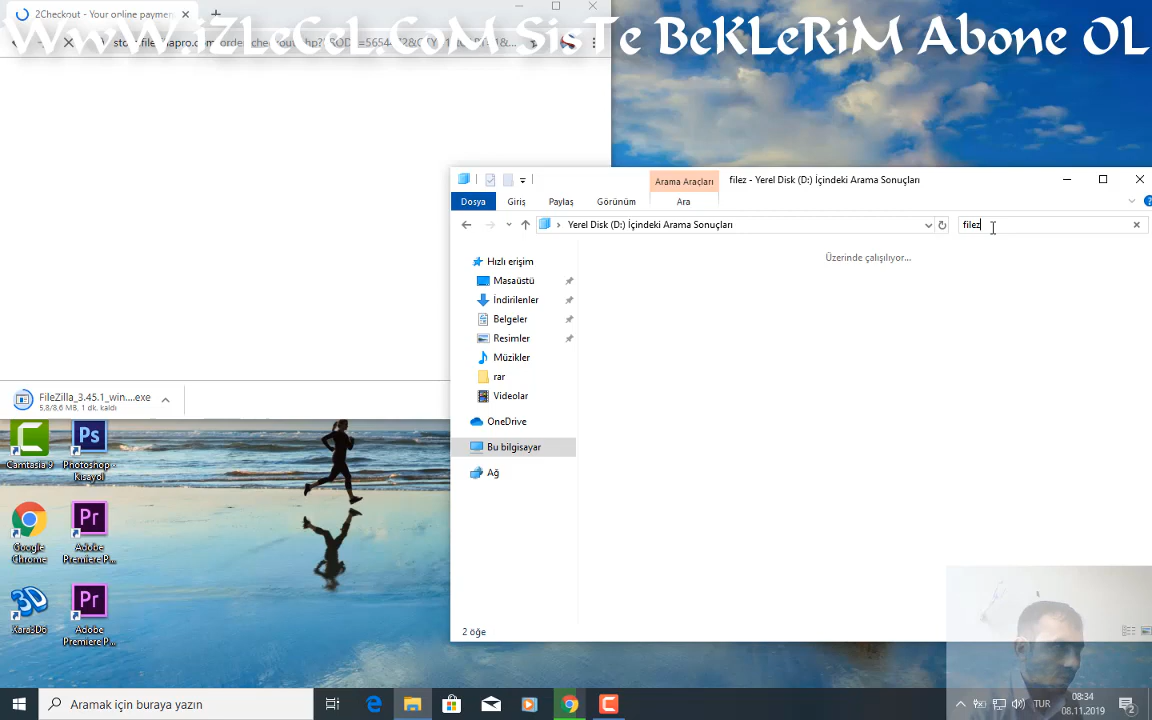 WwW.iZLeCi.CoM SisTe BeKLeRiM Abone OL
2Checkout - Your online paymen
filez - Yerel Disk (D:) İçindeki Arama Sonuçları
Arama Araçları
Dosya Giriş Paylaş Görünüm Ara
Yerel Disk (D:) İçindeki Arama Sonuçları
filez
Üzerinde çalışılıyor...
Hızlı erişim
Masaüstü
İndirilenler
Belgeler
Resimler
Müzikler
rar
Videolar
OneDrive
Bu bilgisayar
Ağ
2 öğe
FileZilla_3.45.1_win....exe
5,8/8,6 MB, 1 dk. kaldı
Camtasia 9
Photoshop - Kısayol
Google Chrome
Adobe Premiere P...
Xara3D6
Adobe Premiere P...
Aramak için buraya yazın
TUR
08:34
08.11.2019
2